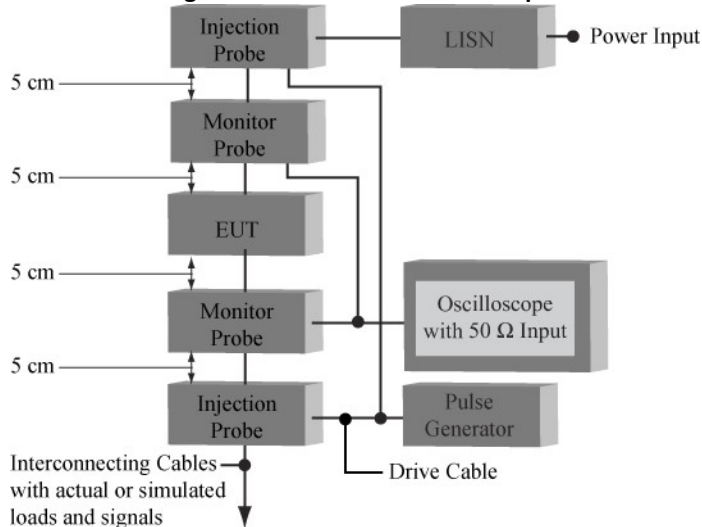 Injection
Probe
LISN
Power Input
5 cm
Monitor
Probe
5 cm
EUT
5 cm
Monitor
Probe
Oscilloscope
with 50 Ω Input
5 cm
Injection
Probe
Pulse
Generator
Drive Cable
Interconnecting Cables
with actual or simulated
loads and signals